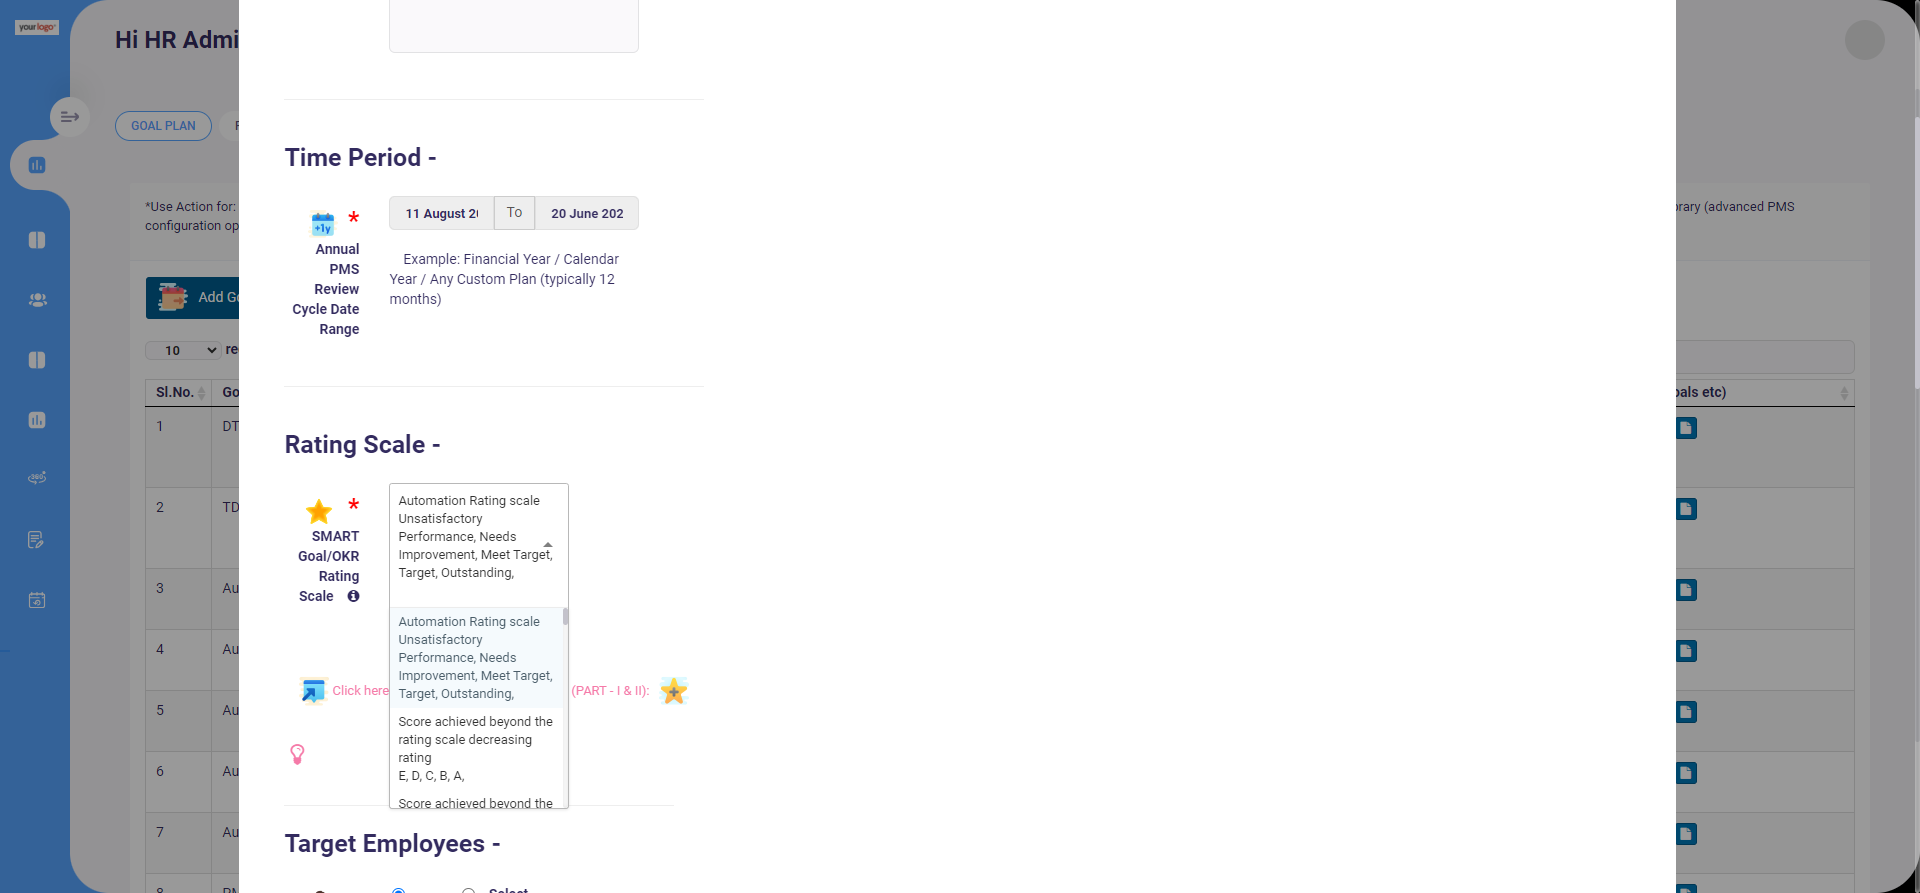 your logo
Hi HR Admi
GOAL PLAN
*Use Action for:
configuration op
rary (advanced PMS
Add Go
10 re
Sl.No. Go
oals etc)
1 DT
2 TD
3 Au
4 Au
5 Au
6 Au
7 Au
Time Period -
* Annual
PMS
Review
Cycle Date
Range
+1y
11 August 20 To 20 June 202
Example: Financial Year / Calendar
Year / Any Custom Plan (typically 12
months)
Rating Scale -
* SMART
Goal/OKR
Rating
Scale
Automation Rating scale
Unsatisfactory
Performance, Needs
Improvement, Meet Target,
Target, Outstanding,
Automation Rating scale
Unsatisfactory
Performance, Needs
Improvement, Meet Target,
Target, Outstanding,
Score achieved beyond the
rating scale decreasing
rating
E, D, C, B, A,
Score achieved beyond the
Click here
(PART - I & II):
Target Employees -
Select
360°